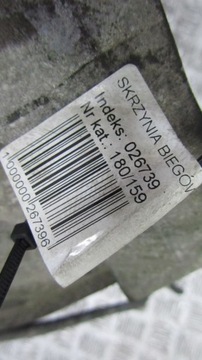 SKRZYNIA BIEGÓW
Indeks.: 026739
Nr kat.: 180/159
1000000267396